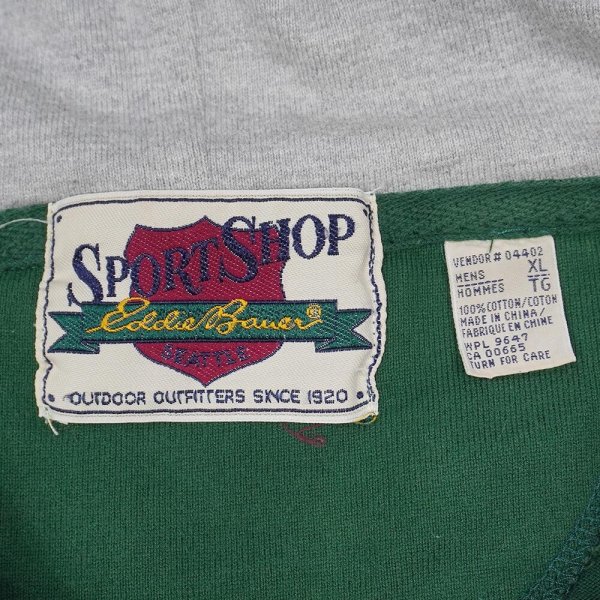 SPORTSHOP
Eddie Bauer ®
SEATTLE
OUTDOOR OUTFITTERS SINCE 1920
VENDOR # 04402
MENS XL
HOMMES TG
100% COTTON/COTON
MADE IN CHINA/
FABRIQUE EN CHINE
WPL 9647
CA 00665
TURN FOR CARE